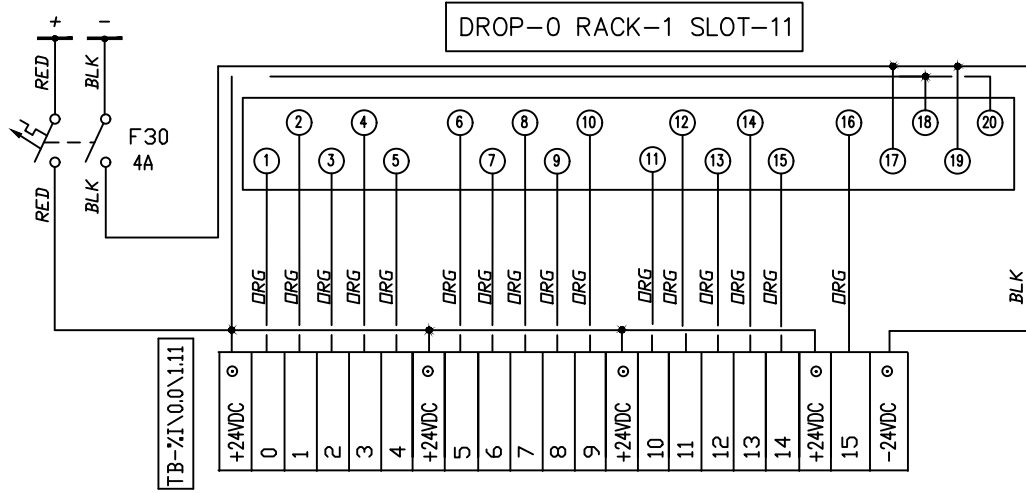 + −
DROP-0 RACK-1 SLOT-11
RED BLK
F30
4A
2 4 6 8 10 12 14 16 18 20
1 3 5 7 9 11 13 15 17 19
RED BLK
ORG ORG ORG ORG ORG ORG ORG ORG ORG ORG ORG ORG ORG ORG ORG ORG BLK
TB-%I\0.0\1.11
+24VDC 0 1 2 3 4 +24VDC 5 6 7 8 9 +24VDC 10 11 12 13 14 +24VDC 15 -24VDC